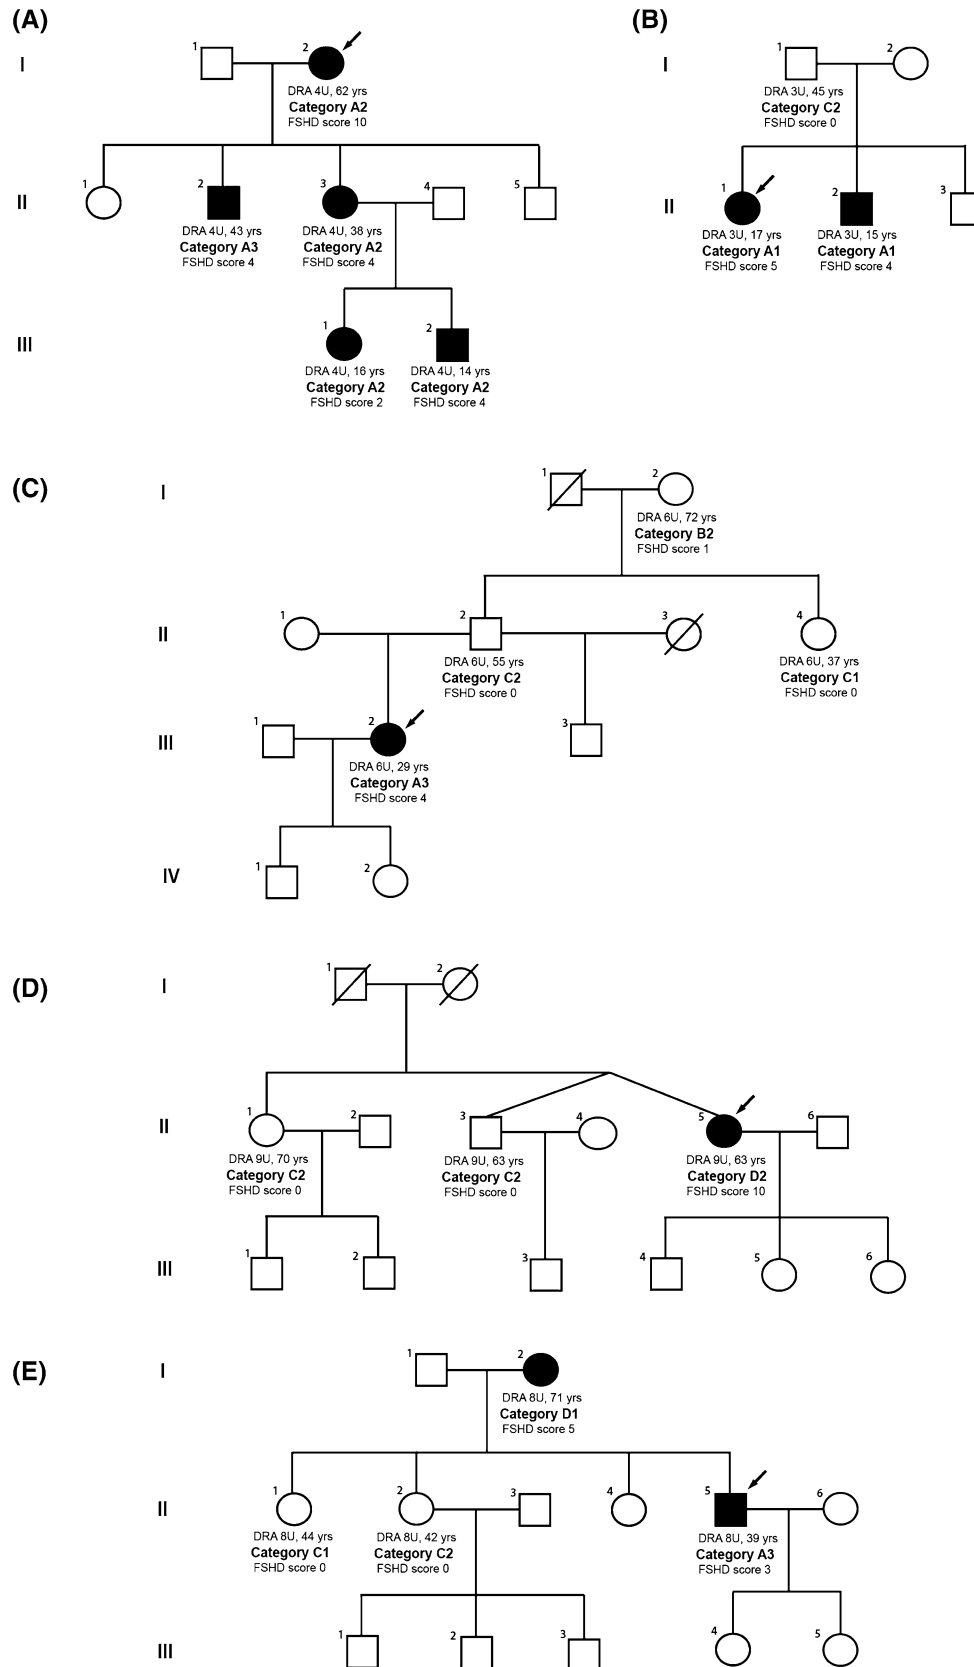 (A)
I
1
2
DRA 4U, 62 yrs
Category A2
FSHD score 10
II
1
2
3
4
5
DRA 4U, 43 yrs
Category A3
FSHD score 4
DRA 4U, 38 yrs
Category A2
FSHD score 4
III
1
2
DRA 4U, 16 yrs
Category A2
FSHD score 2
DRA 4U, 14 yrs
Category A2
FSHD score 4
(B)
I
1
2
DRA 3U, 45 yrs
Category C2
FSHD score 0
II
1
2
3
DRA 3U, 17 yrs
Category A1
FSHD score 5
DRA 3U, 15 yrs
Category A1
FSHD score 4
(C)
I
1
2
DRA 6U, 72 yrs
Category B2
FSHD score 1
II
1
2
3
4
DRA 6U, 55 yrs
Category C2
FSHD score 0
DRA 6U, 37 yrs
Category C1
FSHD score 0
III
1
2
3
DRA 6U, 29 yrs
Category A3
FSHD score 4
IV
1
2
(D)
I
1
2
II
1
2
3
4
5
6
DRA 9U, 70 yrs
Category C2
FSHD score 0
DRA 9U, 63 yrs
Category C2
FSHD score 0
DRA 9U, 63 yrs
Category D2
FSHD score 10
III
1
2
3
4
5
6
(E)
I
1
2
DRA 8U, 71 yrs
Category D1
FSHD score 5
II
1
2
3
4
5
6
DRA 8U, 44 yrs
Category C1
FSHD score 0
DRA 8U, 42 yrs
Category C2
FSHD score 0
DRA 8U, 39 yrs
Category A3
FSHD score 3
III
1
2
3
4
5